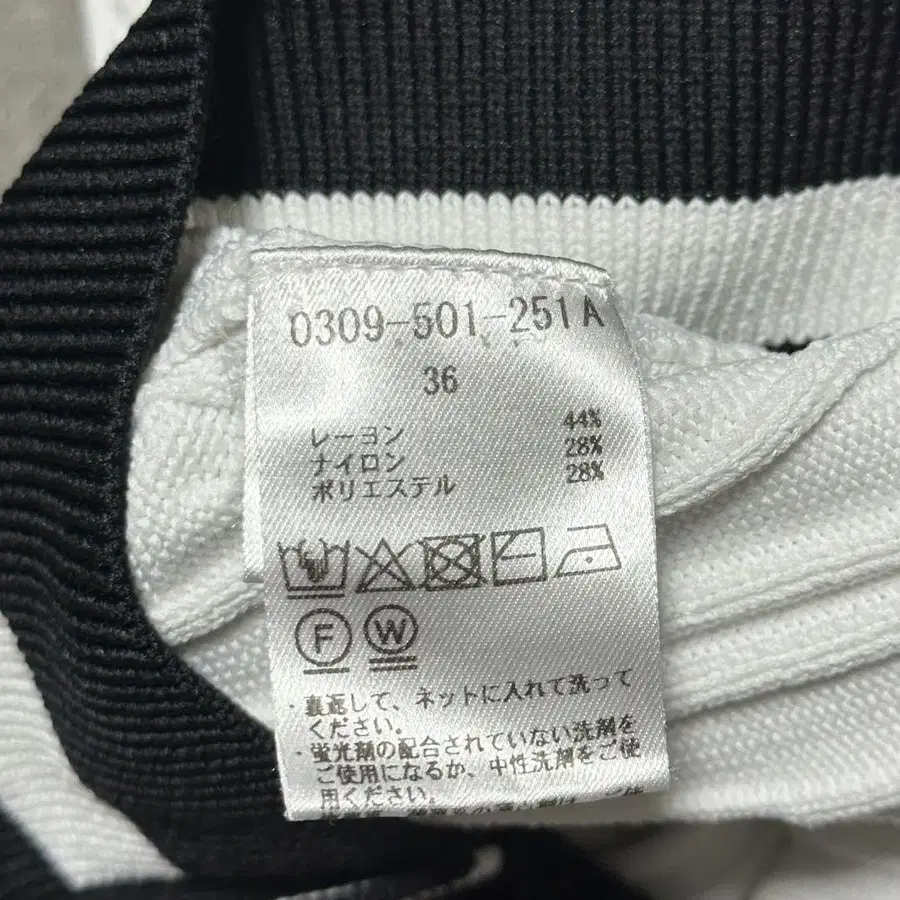 0309-501-251A
36
レーヨン 44%
ナイロン 28%
ポリエステル 28%
F W
・裏返して、ネットに入れて洗って
ください。
・蛍光剤の配合されていない洗剤を
ご使用になるか、中性洗剤をご使
用ください。